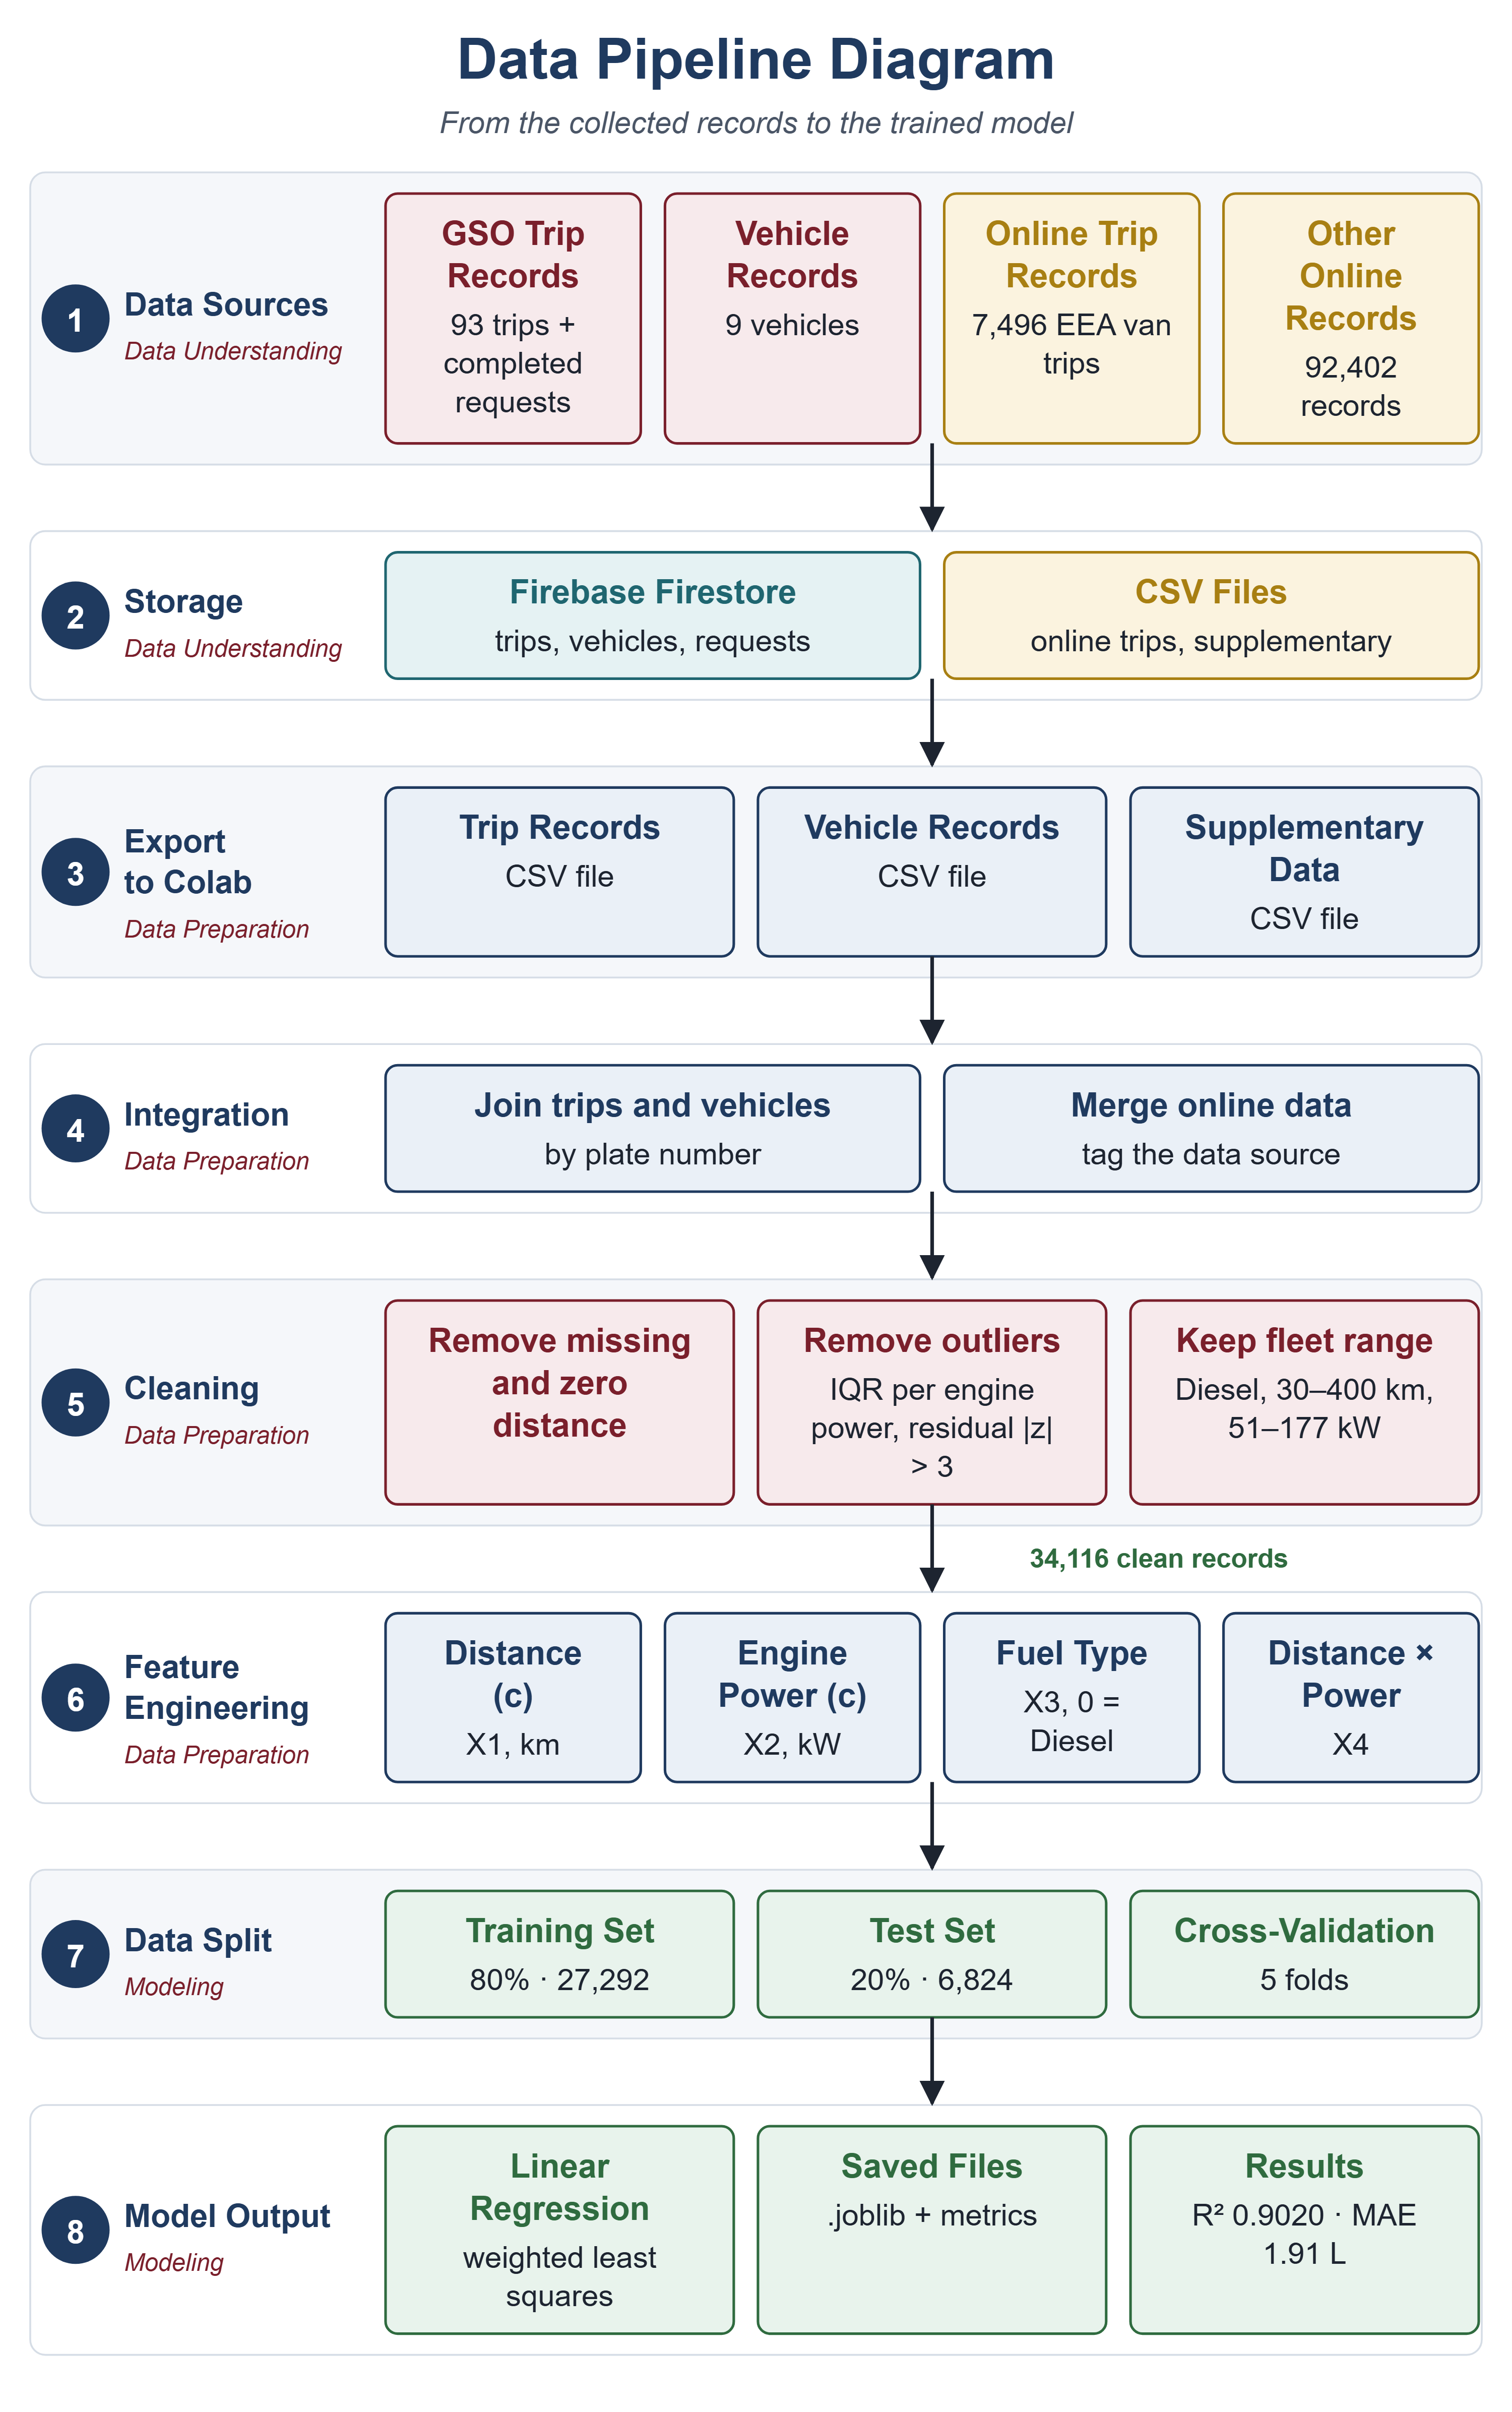 Data Pipeline Diagram
From the collected records to the trained model
1
Data Sources
Data Understanding
GSO Trip
Records
93 trips +
completed
requests
Vehicle
Records
9 vehicles
Online Trip
Records
7,496 EEA van
trips
Other
Online
Records
92,402
records
2
Storage
Data Understanding
Firebase Firestore
trips, vehicles, requests
CSV Files
online trips, supplementary
3
Export
to Colab
Data Preparation
Trip Records
CSV file
Vehicle Records
CSV file
Supplementary
Data
CSV file
4
Integration
Data Preparation
Join trips and vehicles
by plate number
Merge online data
tag the data source
5
Cleaning
Data Preparation
Remove missing
and zero
distance
Remove outliers
IQR per engine
power, residual |z|
> 3
Keep fleet range
Diesel, 30–400 km,
51–177 kW
34,116 clean records
6
Feature
Engineering
Data Preparation
Distance
(c)
X1, km
Engine
Power (c)
X2, kW
Fuel Type
X3, 0 =
Diesel
Distance ×
Power
X4
7
Data Split
Modeling
Training Set
80% · 27,292
Test Set
20% · 6,824
Cross-Validation
5 folds
8
Model Output
Modeling
Linear
Regression
weighted least
squares
Saved Files
.joblib + metrics
Results
R² 0.9020 · MAE
1.91 L